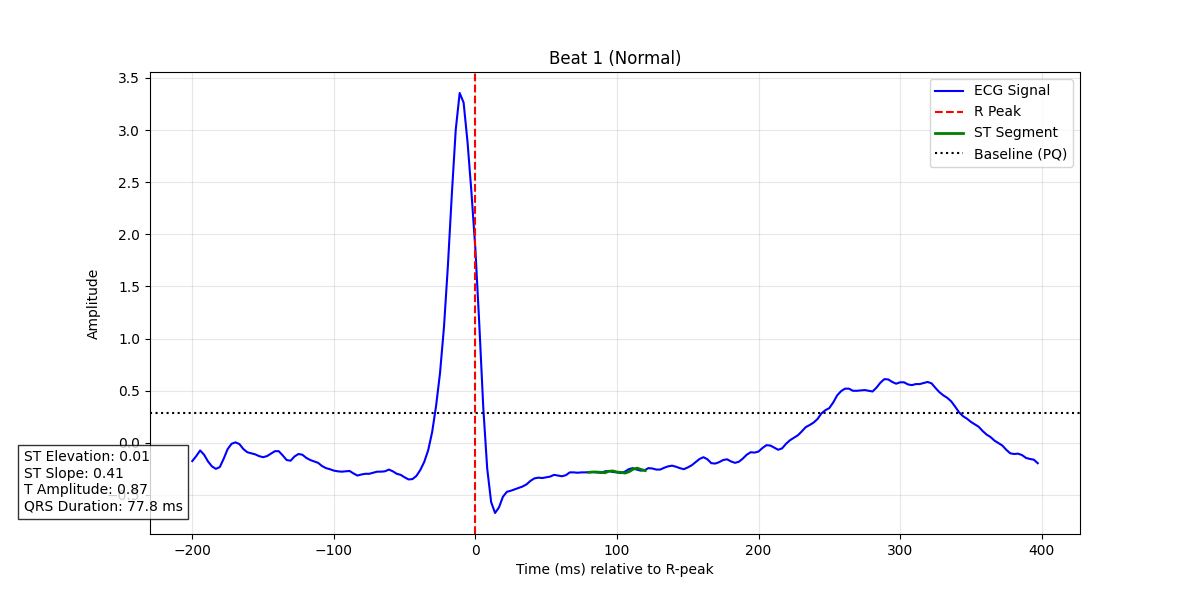 Beat 1 (Normal)
3.5
3.0
2.5
2.0
1.5
1.0
0.5
0.0
−0.5
Amplitude
ECG Signal
R Peak
ST Segment
Baseline (PQ)
ST Elevation: 0.01
ST Slope: 0.41
T Amplitude: 0.87
QRS Duration: 77.8 ms
−200 −100 0 100 200 300 400
Time (ms) relative to R-peak